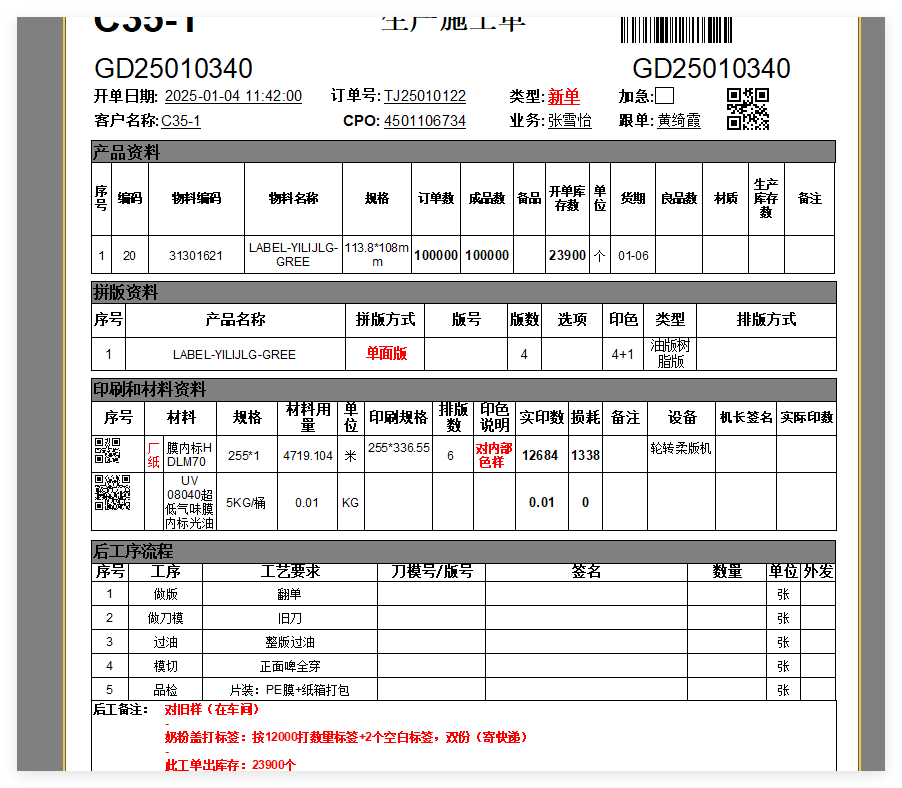 C35-1 生产施工单
GD25010340 GD25010340
开单日期: 2025-01-04 11:42:00 订单号: TJ25010122 类型: 新单 加急:
客户名称: C35-1 CPO: 4501106734 业务: 张雪怡 跟单: 黄绮霞
产品资料
序号 编码 物料编码 物料名称 规格 订单数 成品数 备品 开单库存数 单位 货期 良品数 材质 生产库存数 备注
1 20 31301621 LABEL-YILIJLG-GREE 113.8*108mm 100000 100000 23900 个 01-06
拼版资料
序号 产品名称 拼版方式 版号 版数 选项 印色 类型 排版方式
1 LABEL-YILIJLG-GREE 单面版 4 4+1 油版树脂版
印刷和材料资料
序号 材料 规格 材料用量 单位 印刷规格 排版数 印色说明 实印数 损耗 备注 设备 机长签名 实际印数
厂纸 膜内标HDLM70 255*1 4719.104 米 255*336.55 6 对内部色样 12684 1338 轮转柔版机
UV 08040超低气味膜内标光油 5KG/桶 0.01 KG 0.01 0
后工序流程
序号 工序 工艺要求 刀模号/版号 签名 数量 单位 外发
1 做版 翻单 张
2 做刀模 旧刀 张
3 过油 整版过油 张
4 模切 正面啤全穿 张
5 品检 片装：PE膜+纸箱打包 张
后工备注： 对旧样（在车间）
-
奶粉盖打标签：按12000打数量标签+2个空白标签，双份（寄快递）
-
此工单出库存：23900个